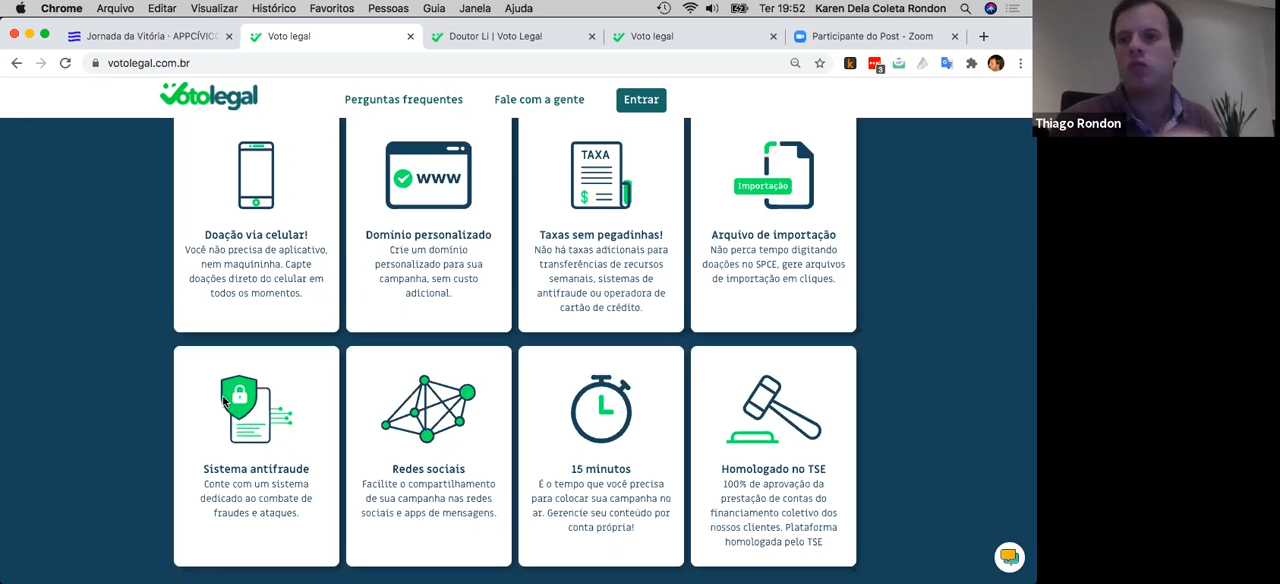 Chrome Arquivo Editar Visualizar Histórico Favoritos Pessoas Guia Janela Ajuda Ter 19:52 Karen Dela Coleta Rondon
Jornada da Vitória · APPCÍVICO
Voto legal
Doutor Li | Voto Legal
Voto legal
Participante do Post - Zoom
votolegal.com.br
3
Thiago Rondon
Votolegal
Perguntas frequentes
Fale com a gente
Entrar
Doação via celular!
Você não precisa de aplicativo,
nem maquininha. Capte
doações direto do celular em
todos os momentos.
www
Domínio personalizado
Crie um domínio
personalizado para sua
campanha, sem custo
adicional.
TAXA
$
Taxas sem pegadinhas!
Não há taxas adicionais para
transferências de recursos
semanais, sistemas de
antifraude ou operadora de
cartão de crédito.
Importação
Arquivo de importação
Não perca tempo digitando
doações no SPCE, gere arquivos
de importação em cliques.
Sistema antifraude
Conte com um sistema
dedicado ao combate de
fraudes e ataques.
Redes sociais
Facilite o compartilhamento
de sua campanha nas redes
sociais e apps de mensagens.
15 minutos
É o tempo que você precisa
para colocar sua campanha no
ar. Gerencie seu conteúdo por
conta própria!
Homologado no TSE
100% de aprovação da
prestação de contas do
financiamento coletivo dos
nossos clientes. Plataforma
homologada pelo TSE